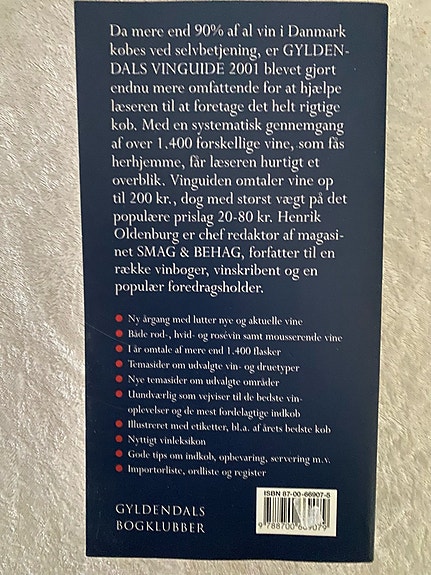 Da mere end 90% af al vin i Danmark
købes ved selvbetjening, er GYLDEN-
DALS VINGUIDE 2001 blevet gjort
endnu mere omfattende for at hjælpe
læseren til at foretage det helt rigtige
køb. Med en systematisk gennemgang
af over 1.400 forskellige vine, som fås
herhjemme, får læseren hurtigt et
overblik. Vinguiden omtaler vine op
til 200 kr., dog med størst vægt på det
populære prislag 20-80 kr. Henrik
Oldenburg er chefredaktør af magasi-
net SMAG & BEHAG, forfatter til en
række vinbøger, vinskribent og en
populær foredragsholder.
Ny årgang med lutter nye og aktuelle vine
Både rød-, hvid- og rosévin samt mousserende vine
I år omtale af mere end 1.400 flasker
Temasider om udvalgte vin- og druetyper
Nye temasider om udvalgte områder
Uundværlig som vejviser til de bedste vin-
oplevelser og de mest fordelagtige indkøb
Illustreret med etiketter, bl.a. af årets bedste køb
Nyttigt vinleksikon
Gode tips om indkøb, opbevaring, servering m.v.
Importørliste, ordliste og register
ISBN 87-00-66907-5
GYLDENDALS
BOGKLUBBER
9 788700 669079